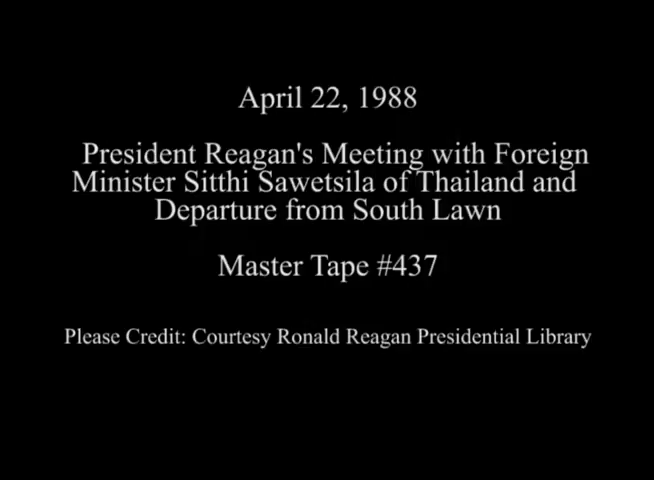 April 22, 1988
President Reagan's Meeting with Foreign
Minister Sitthi Sawetsila of Thailand and
Departure from South Lawn
Master Tape #437
Please Credit: Courtesy Ronald Reagan Presidential Library